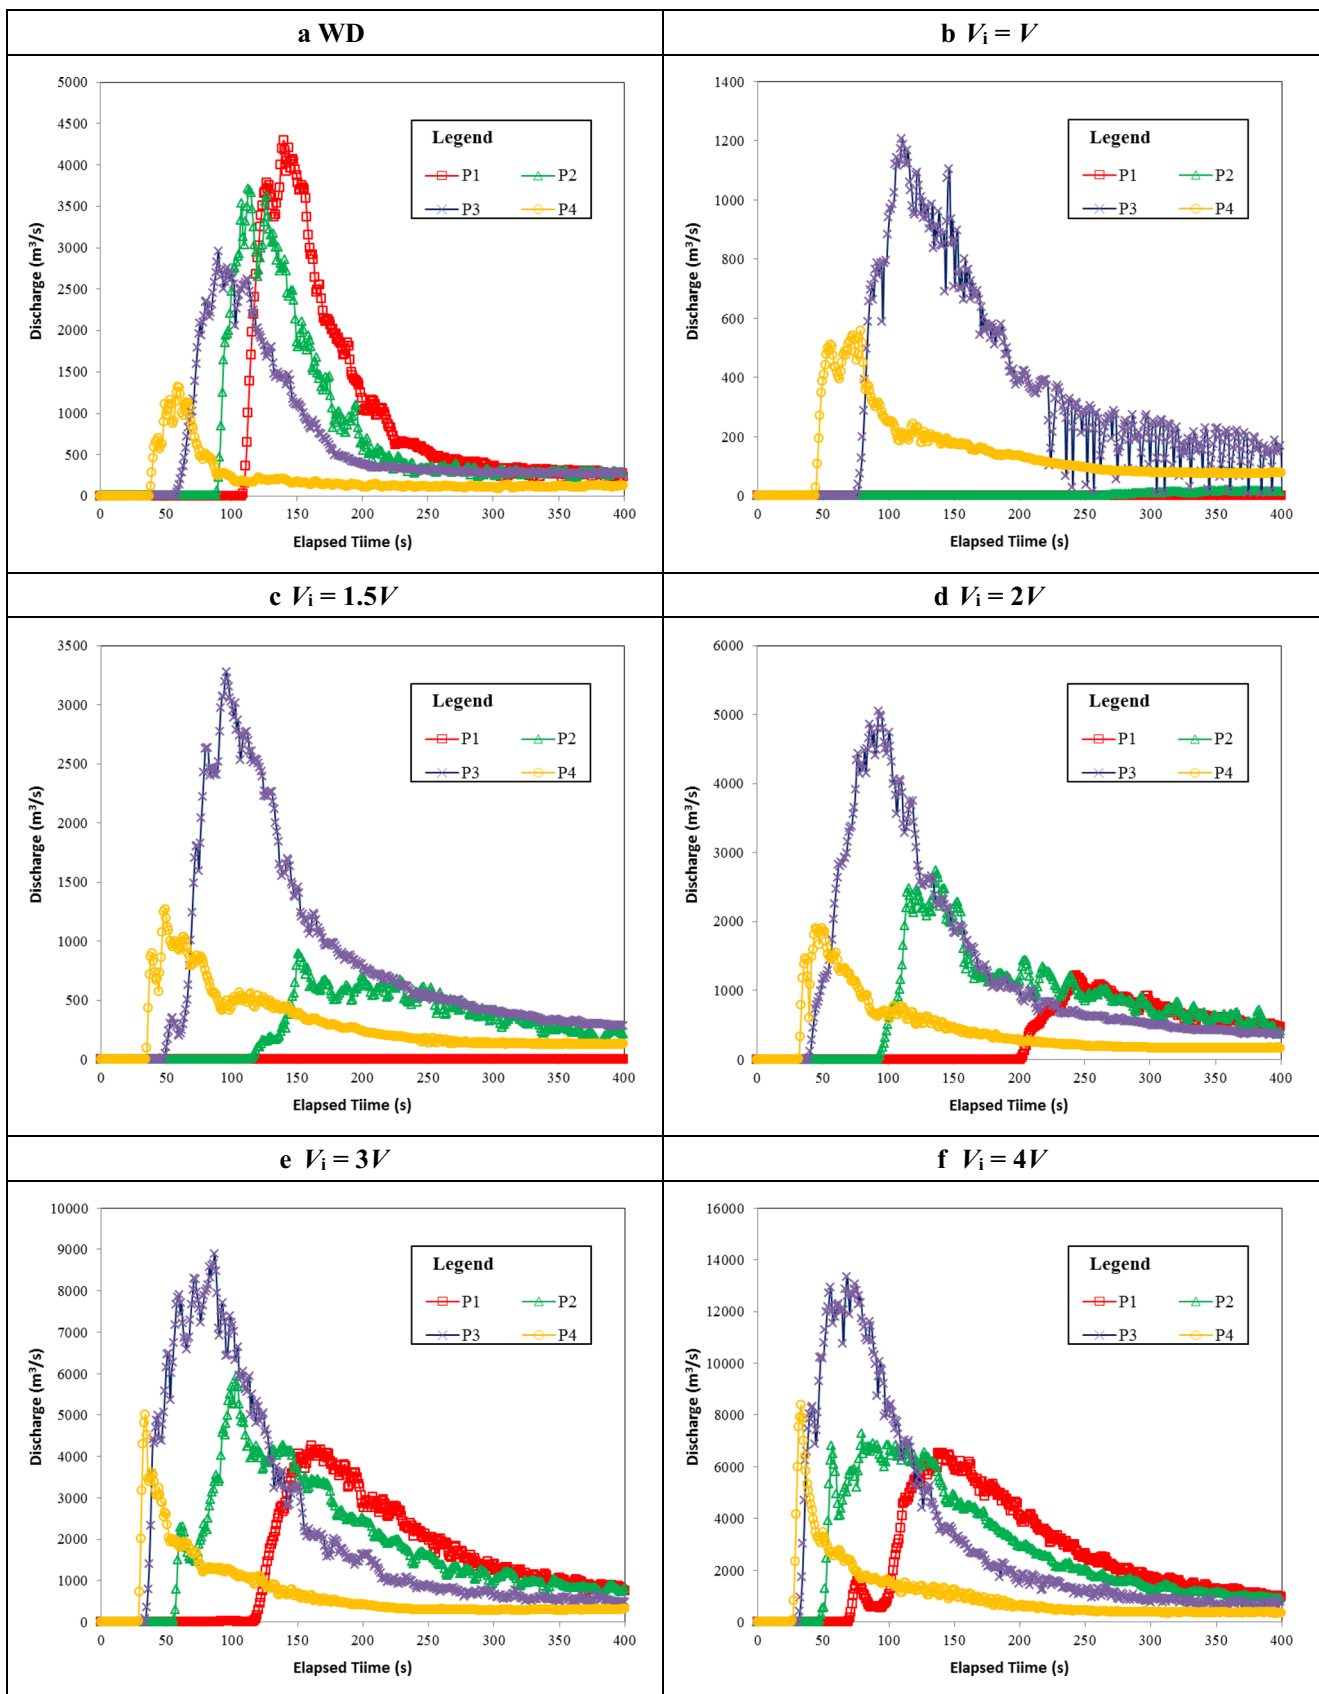 a WD
b Vi = V
5000
4500
4000
3500
3000
2500
2000
1500
1000
500
0
Discharge (m³/s)
Legend
P1 P2
P3 P4
0 50 100 150 200 250 300 350 400
Elapsed Tiime (s)
1400
1200
1000
800
600
400
200
0
Discharge (m³/s)
Legend
P1 P2
P3 P4
0 50 100 150 200 250 300 350 400
Elapsed Tiime (s)
c Vi = 1.5V
d Vi = 2V
3500
3000
2500
2000
1500
1000
500
0
Discharge (m³/s)
Legend
P1 P2
P3 P4
0 50 100 150 200 250 300 350 400
Elapsed Tiime (s)
6000
5000
4000
3000
2000
1000
0
Discharge (m³/s)
Legend
P1 P2
P3 P4
0 50 100 150 200 250 300 350 400
Elapsed Tiime (s)
e Vi = 3V
f Vi = 4V
10000
9000
8000
7000
6000
5000
4000
3000
2000
1000
0
Discharge (m³/s)
Legend
P1 P2
P3 P4
0 50 100 150 200 250 300 350 400
Elapsed Tiime (s)
16000
14000
12000
10000
8000
6000
4000
2000
0
Discharge (m³/s)
Legend
P1 P2
P3 P4
0 50 100 150 200 250 300 350 400
Elapsed Tiime (s)